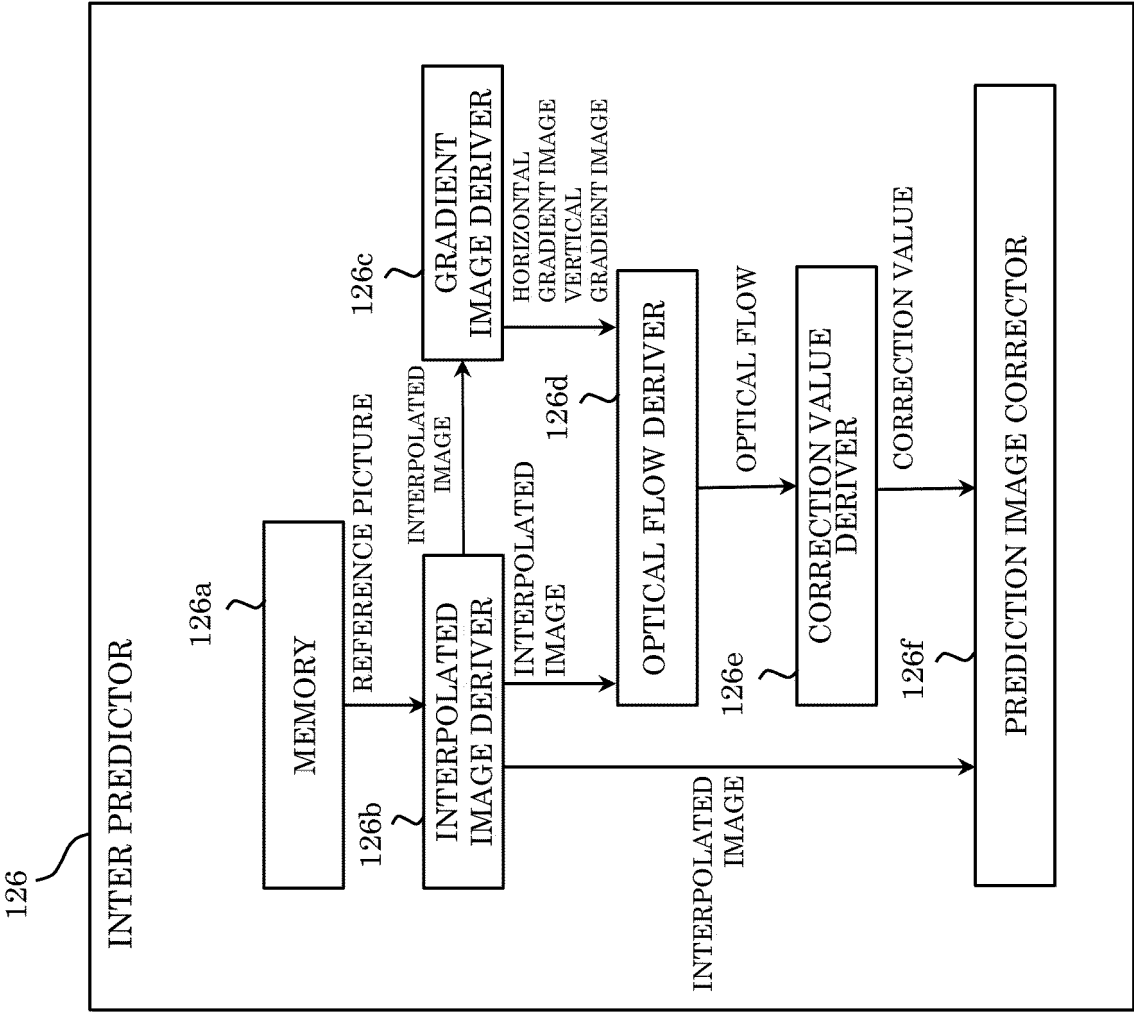 126
INTER PREDICTOR
126a
MEMORY
REFERENCE PICTURE
126b
INTERPOLATED
IMAGE DERIVER
INTERPOLATED
IMAGE
126c
GRADIENT
IMAGE DERIVER
INTERPOLATED
IMAGE
HORIZONTAL
GRADIENT IMAGE
VERTICAL
GRADIENT IMAGE
126d
OPTICAL FLOW DERIVER
INTERPOLATED
IMAGE
OPTICAL FLOW
126e
CORRECTION VALUE
DERIVER
CORRECTION VALUE
126f
PREDICTION IMAGE CORRECTOR